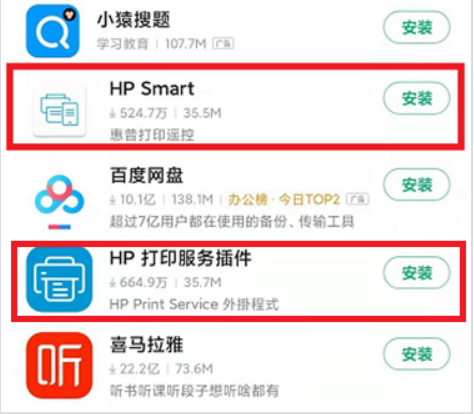 小猿搜题
安装
学习教育 | 107.7M 广告
HP Smart
安装
524.7万 | 35.5M
惠普打印遥控
百度网盘
安装
10.1亿 | 138.1M | 办公榜·今日TOP2 广告
超过7亿用户都在使用的备份、传输工具
HP 打印服务插件
安装
664.9万 | 35.7M
HP Print Service 外掛程式
听
喜马拉雅
安装
22.2亿 | 73.6M
听书听课听段子想听啥都有